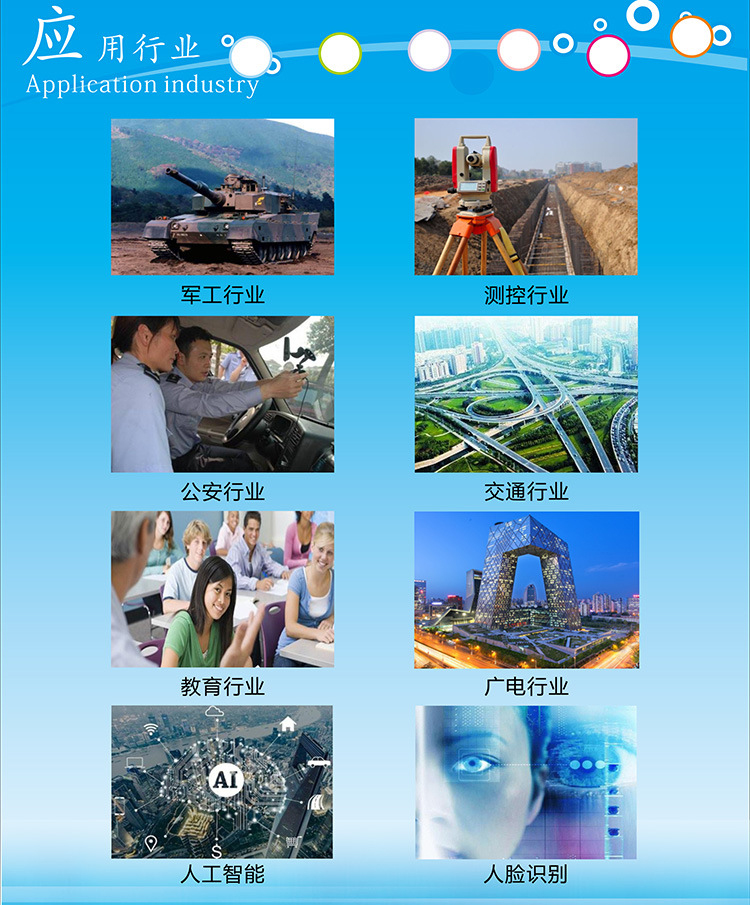 应用行业
Application industry
军工行业
测控行业
公安行业
交通行业
教育行业
广电行业
AI
$
人工智能
人脸识别